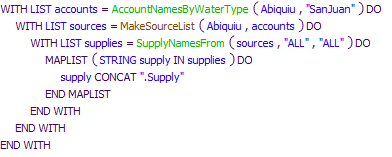 WITH LIST accounts = AccountNamesByWaterType ( Abiquiu , "SanJuan" ) DO
WITH LIST sources = MakeSourceList ( Abiquiu , accounts ) DO
WITH LIST supplies = SupplyNamesFrom ( sources , "ALL" , "ALL" ) DO
MAPLIST ( STRING supply IN supplies ) DO
supply CONCAT ".Supply"
END MAPLIST
END WITH
END WITH
END WITH